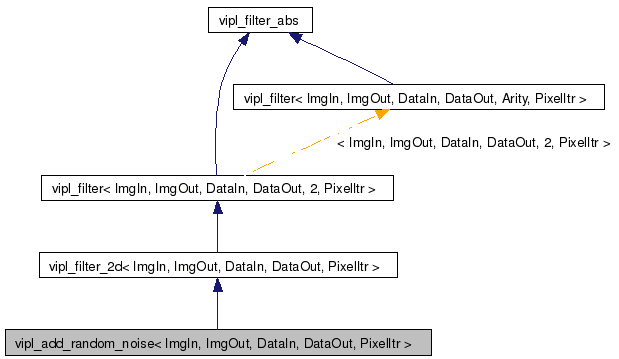 vipl_filter_abs
vipl_filter< ImgIn, ImgOut, DataIn, DataOut, Arity, PixelItr >
< ImgIn, ImgOut, DataIn, DataOut, 2, PixelItr >
vipl_filter< ImgIn, ImgOut, DataIn, DataOut, 2, PixelItr >
vipl_filter_2d< ImgIn, ImgOut, DataIn, DataOut, PixelItr >
vipl_add_random_noise< ImgIn, ImgOut, DataIn, DataOut, PixelItr >